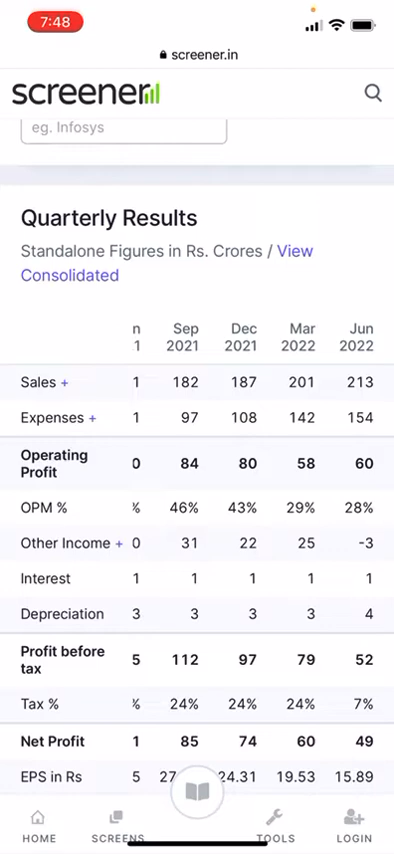 7:48
screener.in
screener
eg. Infosys
Quarterly Results
Standalone Figures in Rs. Crores / View
Consolidated
n Sep Dec Mar Jun
1 2021 2021 2022 2022
Sales + 1 182 187 201 213
Expenses + 1 97 108 142 154
Operating
Profit 0 84 80 58 60
OPM % % 46% 43% 29% 28%
Other Income + 0 31 22 25 -3
Interest 1 1 1 1 1
Depreciation 3 3 3 3 4
Profit before
tax 5 112 97 79 52
Tax % % 24% 24% 24% 7%
Net Profit 1 85 74 60 49
EPS in Rs 5 27 24.31 19.53 15.89
HOME SCREENS TOOLS LOGIN